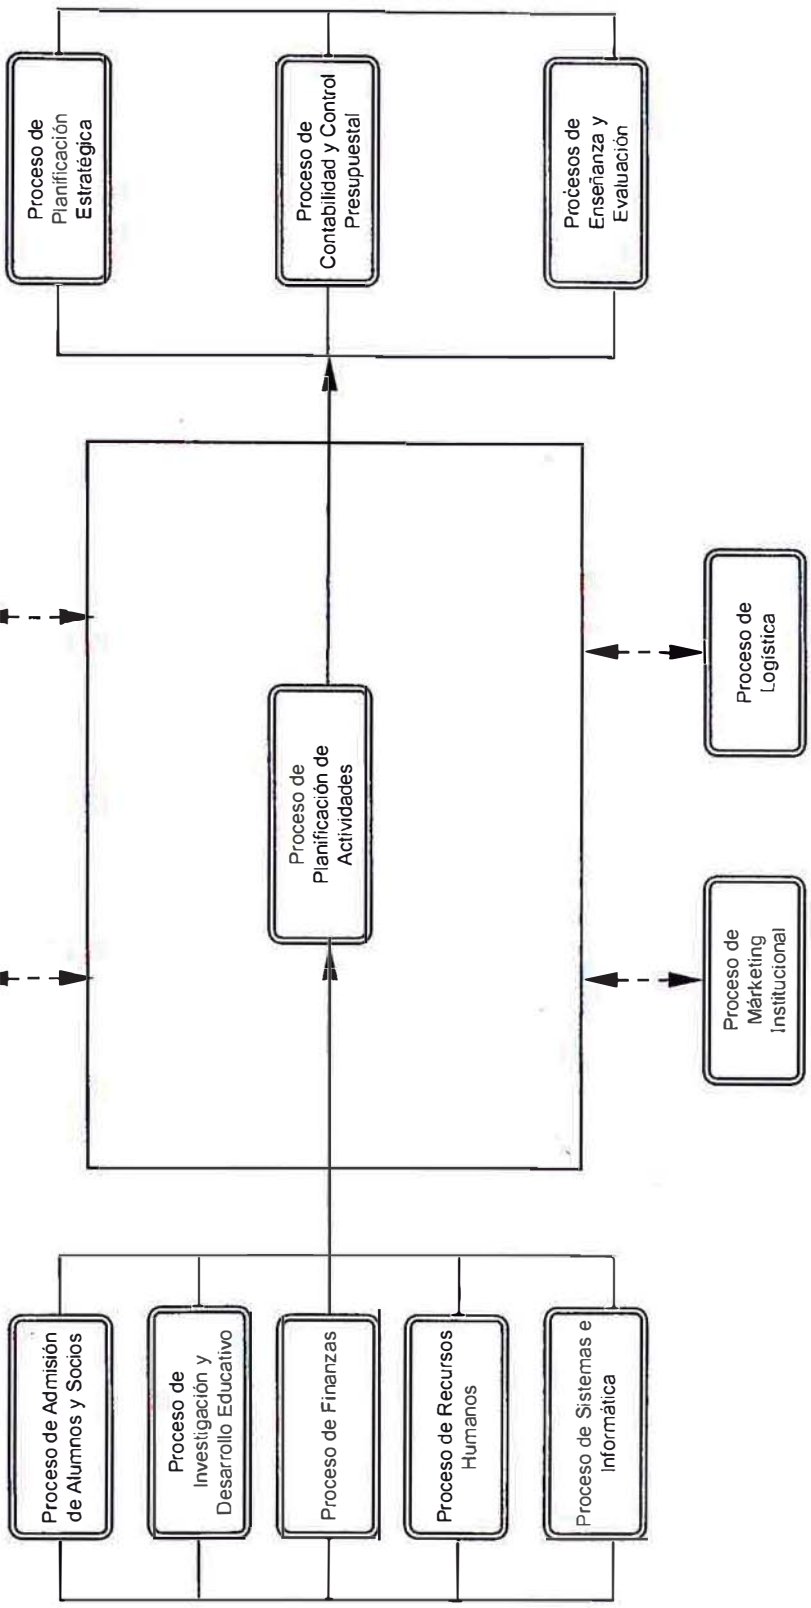 Proceso de Admisión
de Alumnos y Socios
Proceso de
Investigación y
Desarrollo Educativo
Proceso de Finanzas
Proceso de Recursos
Humanos
Proceso de Sistemas e
Informática
Proceso de
Planificación de
Actividades
Proceso de
Márketing
Institucional
Proceso de
Logística
Proceso de
Planificación
Estratégica
Proceso de
Contabilidad y Control
Presupuestal
Procesos de
Enseñanza y
Evaluación